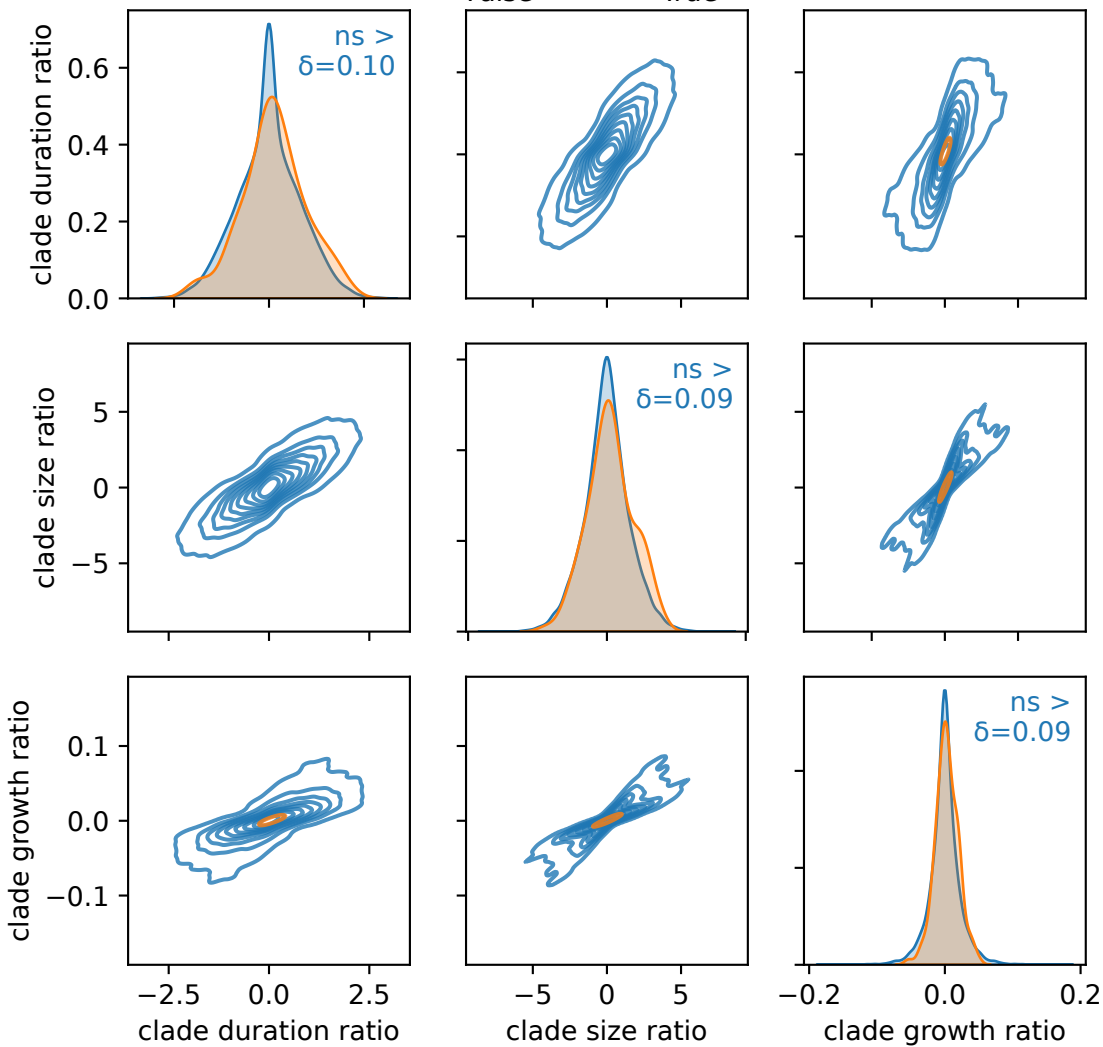 clade duration ratio
0.6
0.4
0.2
0.0
ns >
δ=0.10
clade size ratio
5
0
−5
ns >
δ=0.09
clade growth ratio
0.1
0.0
−0.1
ns >
δ=0.09
−2.5 0.0 2.5
−5 0 5
−0.2 0.0 0.2
clade duration ratio
clade size ratio
clade growth ratio